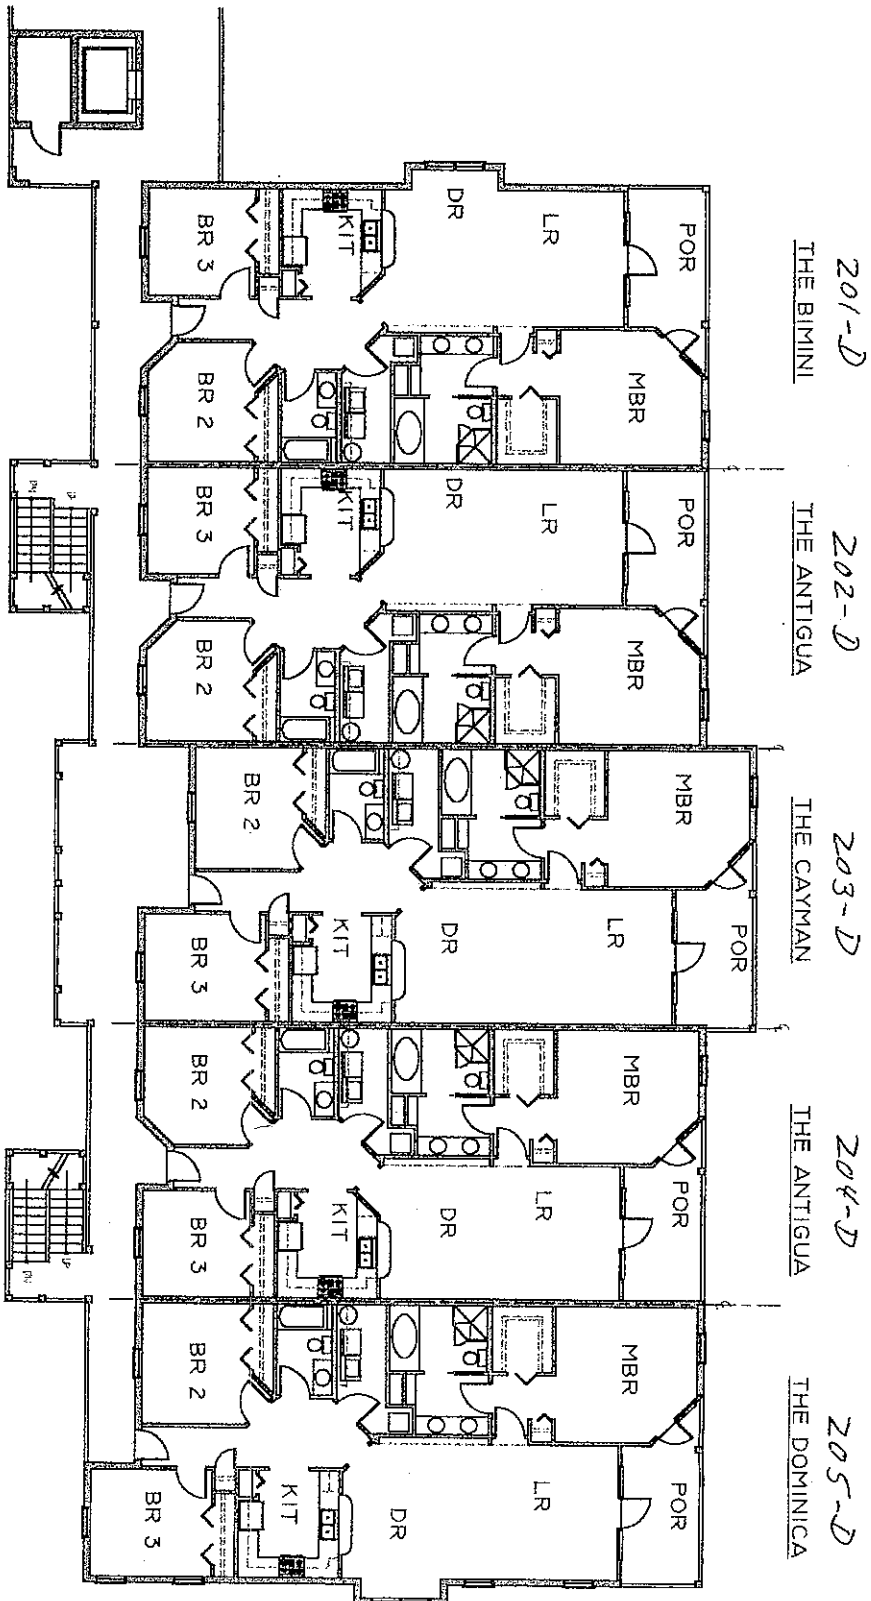 201-D
THE BIMINI
202-D
THE ANTIGUA
203-D
THE CAYMAN
204-D
THE ANTIGUA
205-D
THE DOMINICA
POR
LR
DR
KIT
BR 3
MBR
BR 2
POR
LR
DR
KIT
BR 3
MBR
BR 2
MBR
BR 2
POR
LR
DR
KIT
BR 3
MBR
BR 2
POR
LR
DR
KIT
BR 3
MBR
BR 2
POR
LR
DR
KIT
BR 3